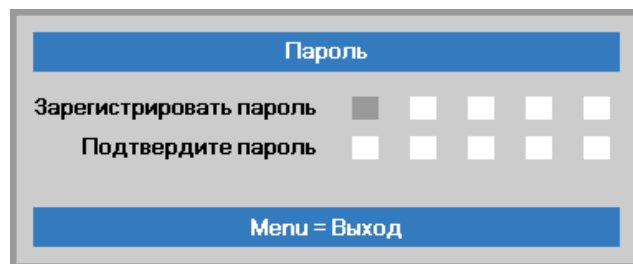 Пароль
Зарегистрировать пароль
Подтвердите пароль
Menu = Выход